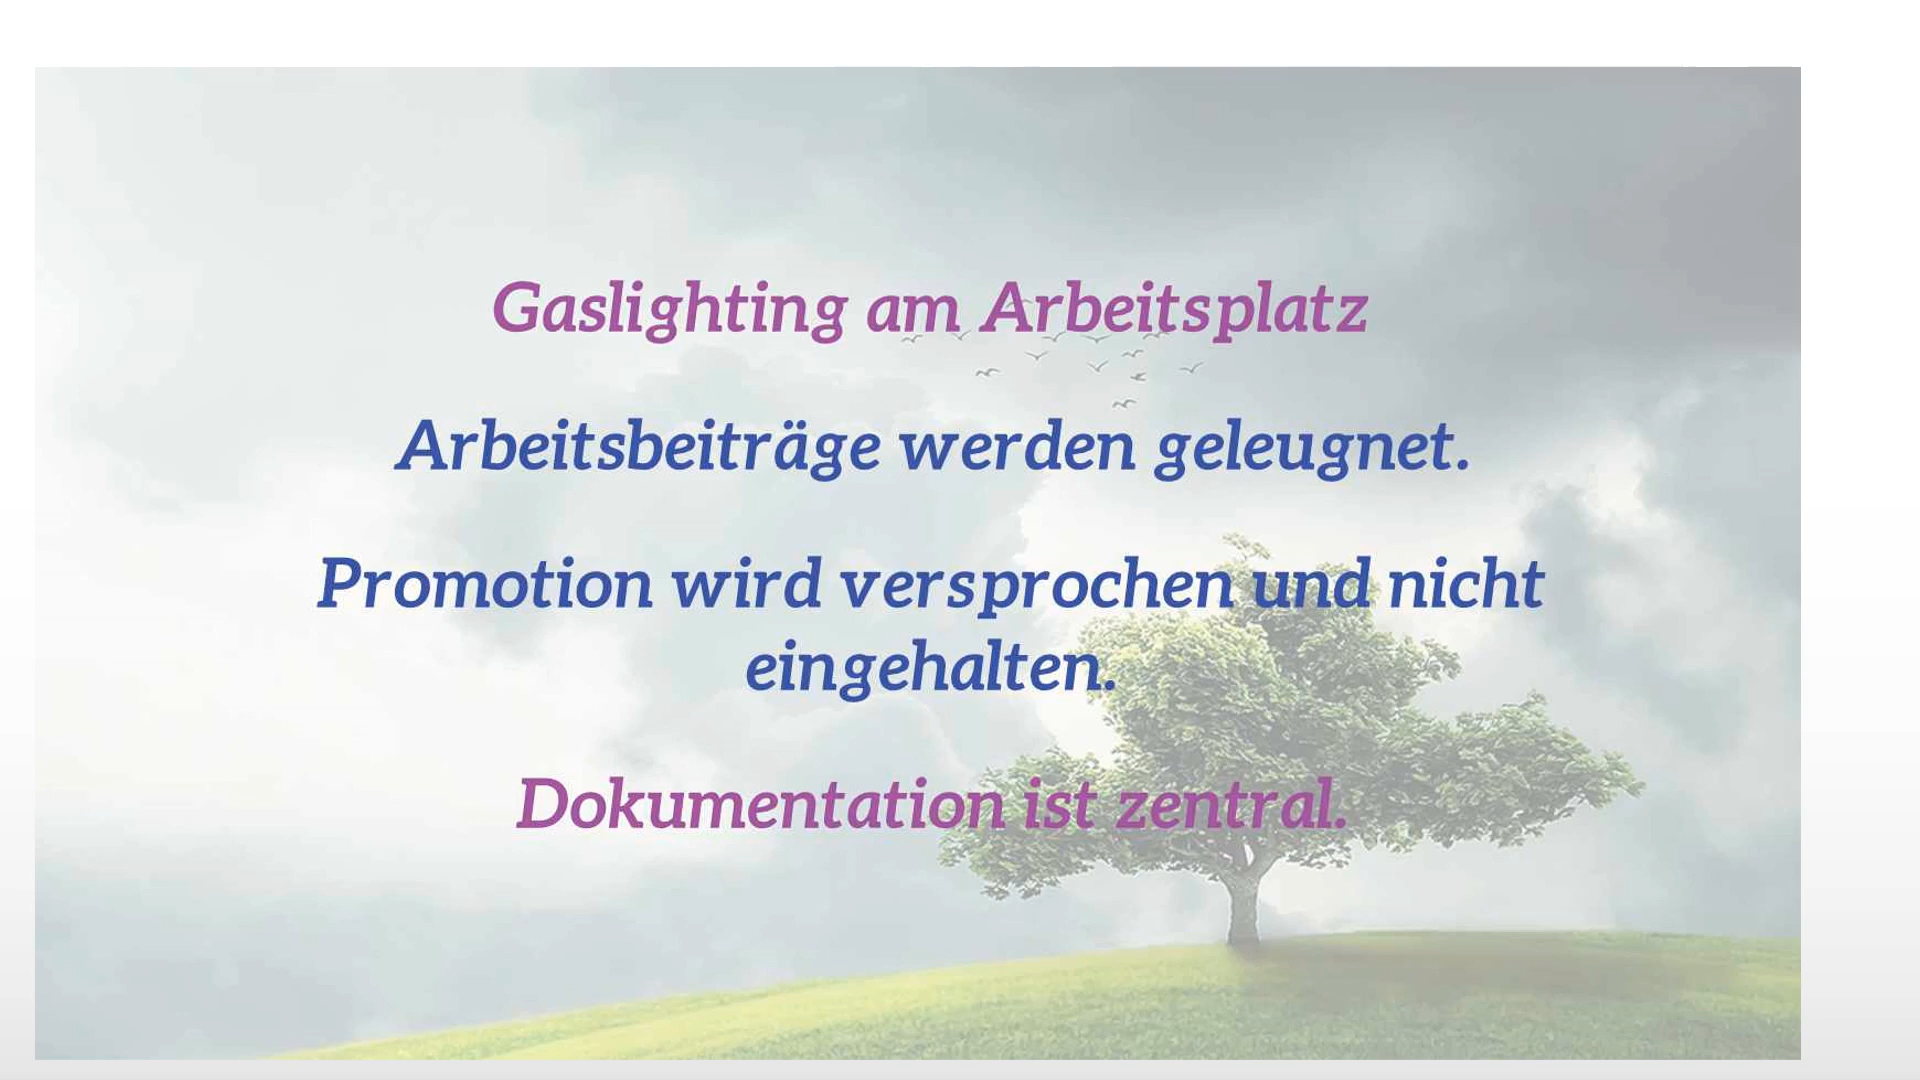 Gaslighting am Arbeitsplatz
Arbeitsbeiträge werden geleugnet.
Promotion wird versprochen und nicht
eingehalten.
Dokumentation ist zentral.